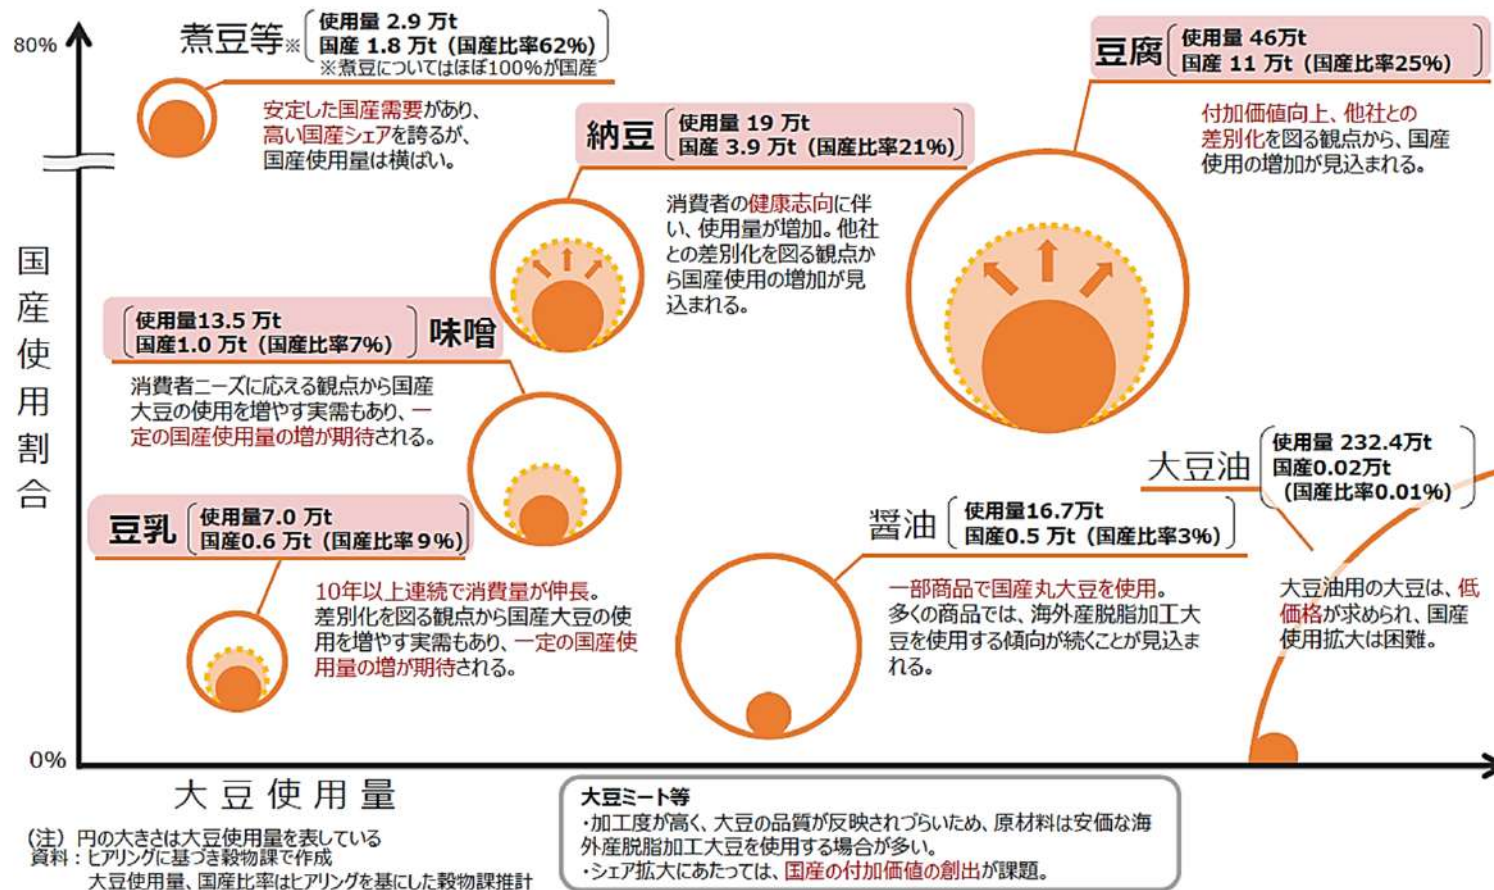 80%
煮豆等※
使用量 2.9 万t
国産 1.8 万t（国産比率62%）
※煮豆についてはほぼ100%が国産
安定した国産需要があり、
高い国産シェアを誇るが、
国産使用量は横ばい。
納豆
使用量 19 万t
国産 3.9 万t（国産比率21%）
消費者の健康志向に伴
い、使用量が増加。他社
との差別化を図る観点か
ら国産使用の増加が見
込まれる。
豆腐
使用量 46万t
国産 11 万t（国産比率25%）
付加価値向上、他社との
差別化を図る観点から、国産
使用の増加が見込まれる。
国産使用割合
使用量13.5 万t
国産1.0 万t（国産比率7%）
味噌
消費者ニーズに応える観点から国産
大豆の使用を増やす実需もあり、一
定の国産使用量の増が期待される。
豆乳
使用量7.0 万t
国産0.6 万t（国産比率９%）
10年以上連続で消費量が伸長。
差別化を図る観点から国産大豆の使
用を増やす実需もあり、一定の国産使
用量の増が期待される。
醤油
使用量16.7万t
国産0.5 万t（国産比率3%）
一部商品で国産丸大豆を使用。
多くの商品では、海外産脱脂加工大
豆を使用する傾向が続くことが見込ま
れる。
大豆油
使用量 232.4万t
国産0.02万t
（国産比率0.01%）
大豆油用の大豆は、低
価格が求められ、国産
使用拡大は困難。
0%
大豆使用量
（注）円の大きさは大豆使用量を表している
資料：ヒアリングに基づき穀物課で作成
大豆使用量、国産比率はヒアリングを基にした穀物課推計
大豆ミート等
・加工度が高く、大豆の品質が反映されづらいため、原材料は安価な海
外産脱脂加工大豆を使用する場合が多い。
・シェア拡大にあたっては、国産の付加価値の創出が課題。